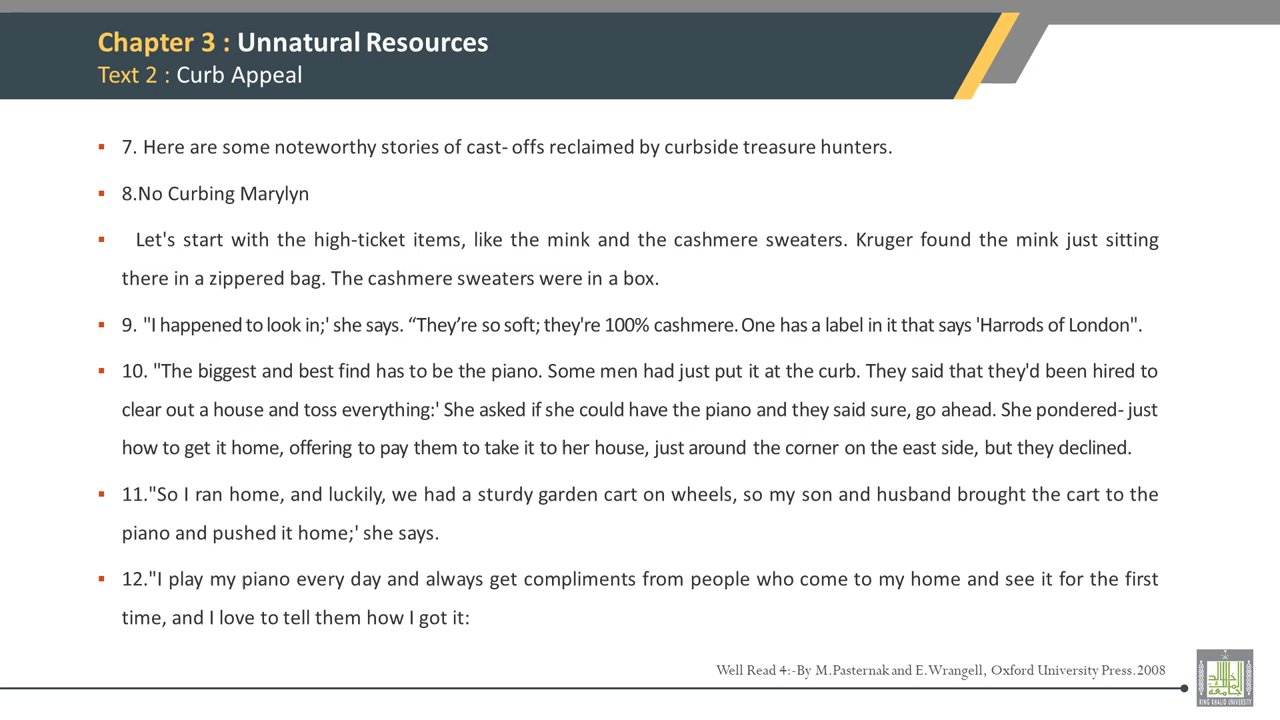 Chapter 3 : Unnatural Resources
Text 2 : Curb Appeal
▪ 7. Here are some noteworthy stories of cast- offs reclaimed by curbside treasure hunters.
▪ 8.No Curbing Marylyn
▪ Let's start with the high-ticket items, like the mink and the cashmere sweaters. Kruger found the mink just sitting
there in a zippered bag. The cashmere sweaters were in a box.
▪ 9. "I happened to look in;' she says. “They’re so soft; they're 100% cashmere. One has a label in it that says 'Harrods of London".
▪ 10. "The biggest and best find has to be the piano. Some men had just put it at the curb. They said that they'd been hired to
clear out a house and toss everything:' She asked if she could have the piano and they said sure, go ahead. She pondered- just
how to get it home, offering to pay them to take it to her house, just around the corner on the east side, but they declined.
▪ 11."So I ran home, and luckily, we had a sturdy garden cart on wheels, so my son and husband brought the cart to the
piano and pushed it home;' she says.
▪ 12."I play my piano every day and always get compliments from people who come to my home and see it for the first
time, and I love to tell them how I got it:
Well Read 4:-By M.Pasternak and E.Wrangell, Oxford University Press.2008
KING KHALID UNIVERSITY